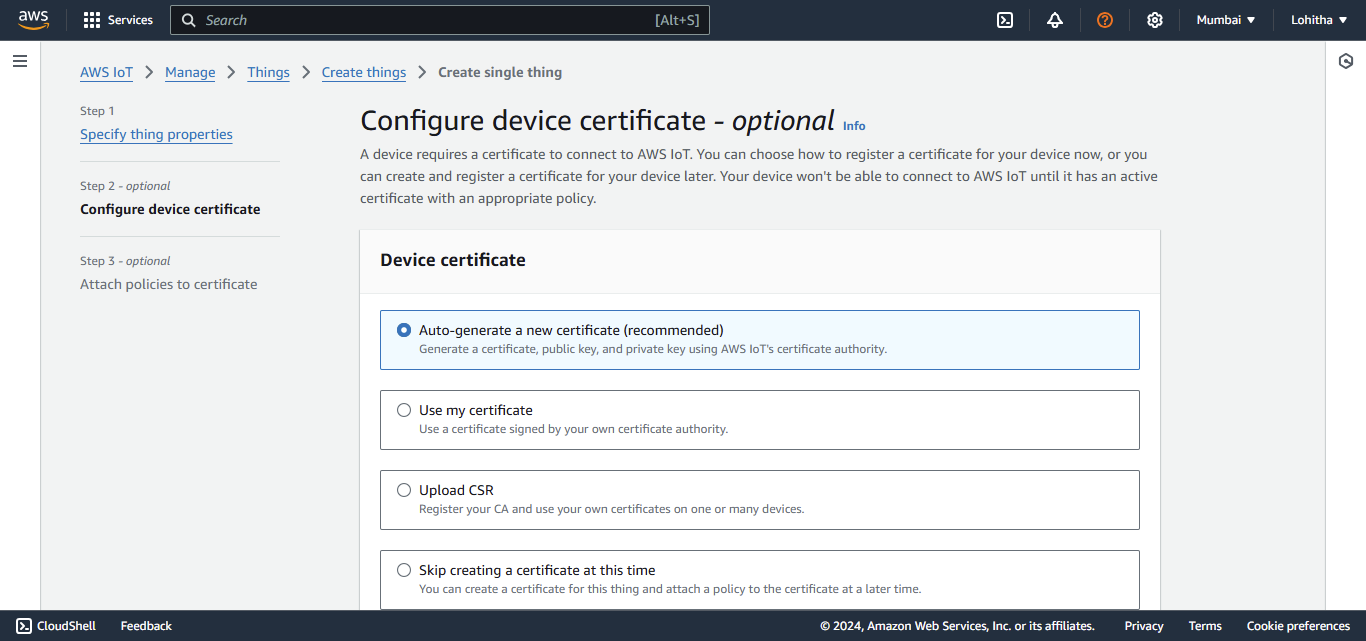 aws
Services
Search
[Alt+S]
Mumbai
Lohitha
AWS IoT
Manage
Things
Create things
Create single thing
Step 1
Specify thing properties
Step 2 - optional
Configure device certificate
Step 3 - optional
Attach policies to certificate
Configure device certificate - optional Info
A device requires a certificate to connect to AWS IoT. You can choose how to register a certificate for your device now, or you
can create and register a certificate for your device later. Your device won't be able to connect to AWS IoT until it has an active
certificate with an appropriate policy.
Device certificate
Auto-generate a new certificate (recommended)
Generate a certificate, public key, and private key using AWS IoT's certificate authority.
Use my certificate
Use a certificate signed by your own certificate authority.
Upload CSR
Register your CA and use your own certificates on one or many devices.
Skip creating a certificate at this time
You can create a certificate for this thing and attach a policy to the certificate at a later time.
CloudShell
Feedback
© 2024, Amazon Web Services, Inc. or its affiliates.
Privacy
Terms
Cookie preferences